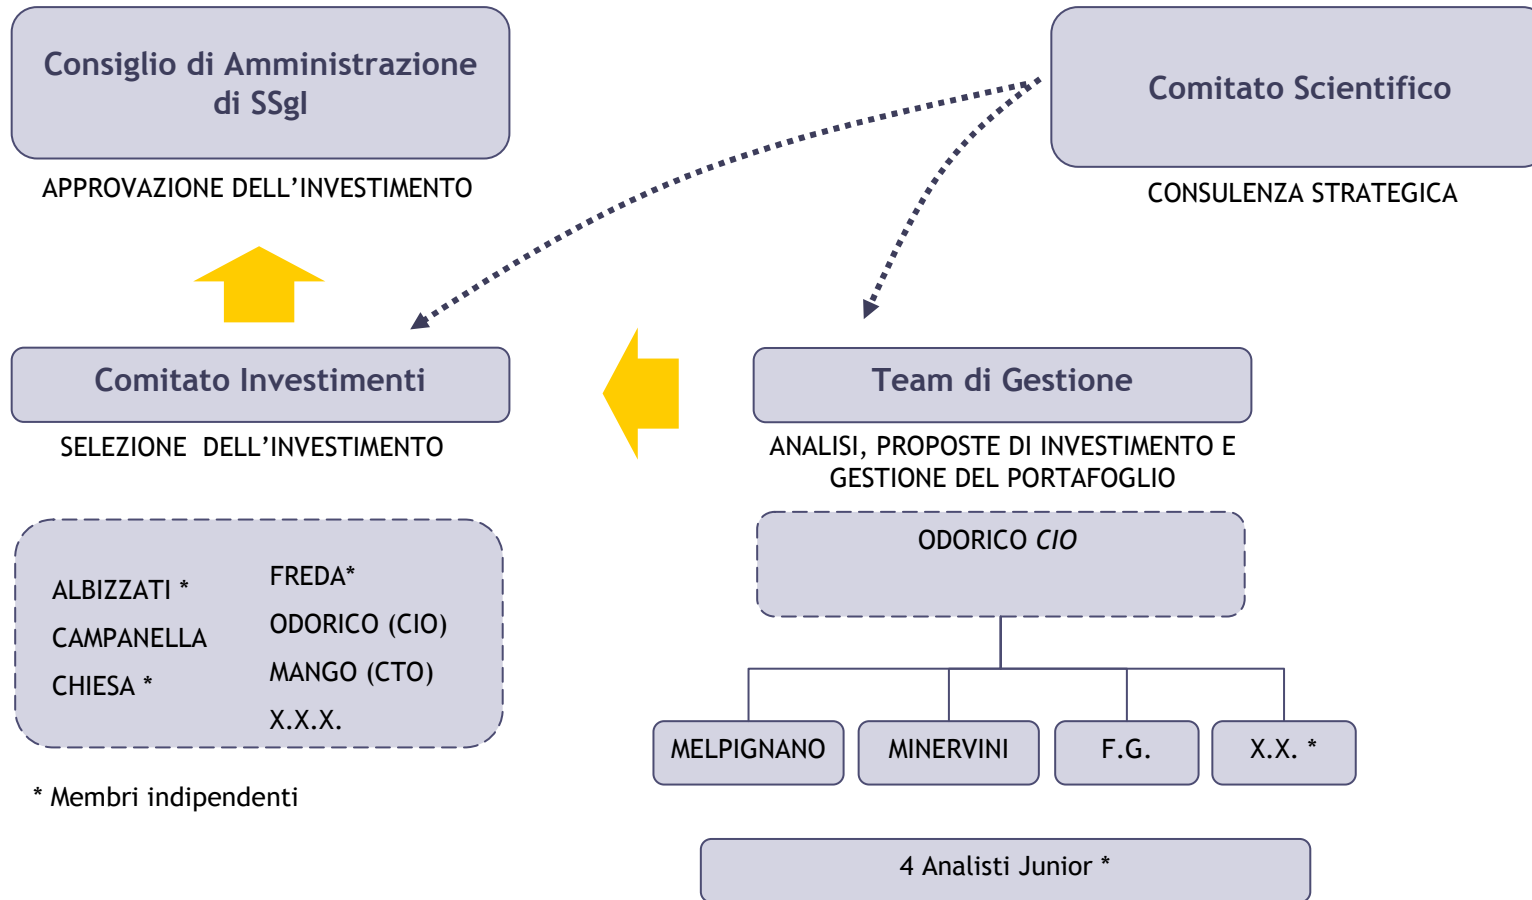 Consiglio di Amministrazione
di SSgI
APPROVAZIONE DELL’INVESTIMENTO
Comitato Scientifico
CONSULENZA STRATEGICA
Comitato Investimenti
SELEZIONE DELL’INVESTIMENTO
ALBIZZATI *
CAMPANELLA
CHIESA *
FREDA*
ODORICO (CIO)
MANGO (CTO)
X.X.X.
* Membri indipendenti
Team di Gestione
ANALISI, PROPOSTE DI INVESTIMENTO E
GESTIONE DEL PORTAFOGLIO
ODORICO CIO
MELPIGNANO
MINERVINI
F.G.
X.X. *
4 Analisti Junior *